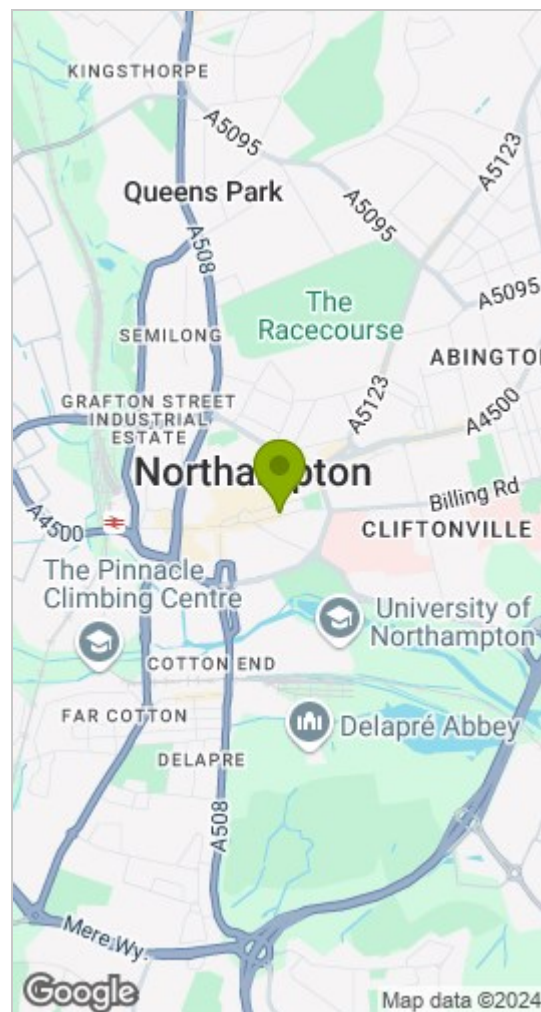 KINGSTHORPE
A5095
A5123
Queens Park
A5095
A508
A5095
The
Racecourse
SEMILONG
ABINGTO
A5123
GRAFTON STREET
INDUSTRIAL
ESTATE
A4500
Northampton
Billing Rd
A4500
CLIFTONVILLE
The Pinnacle
Climbing Centre
University of
Northampton
COTTON END
FAR COTTON
Delapré Abbey
DELAPRE
A508
Mere Wy.
Google
Map data ©2024